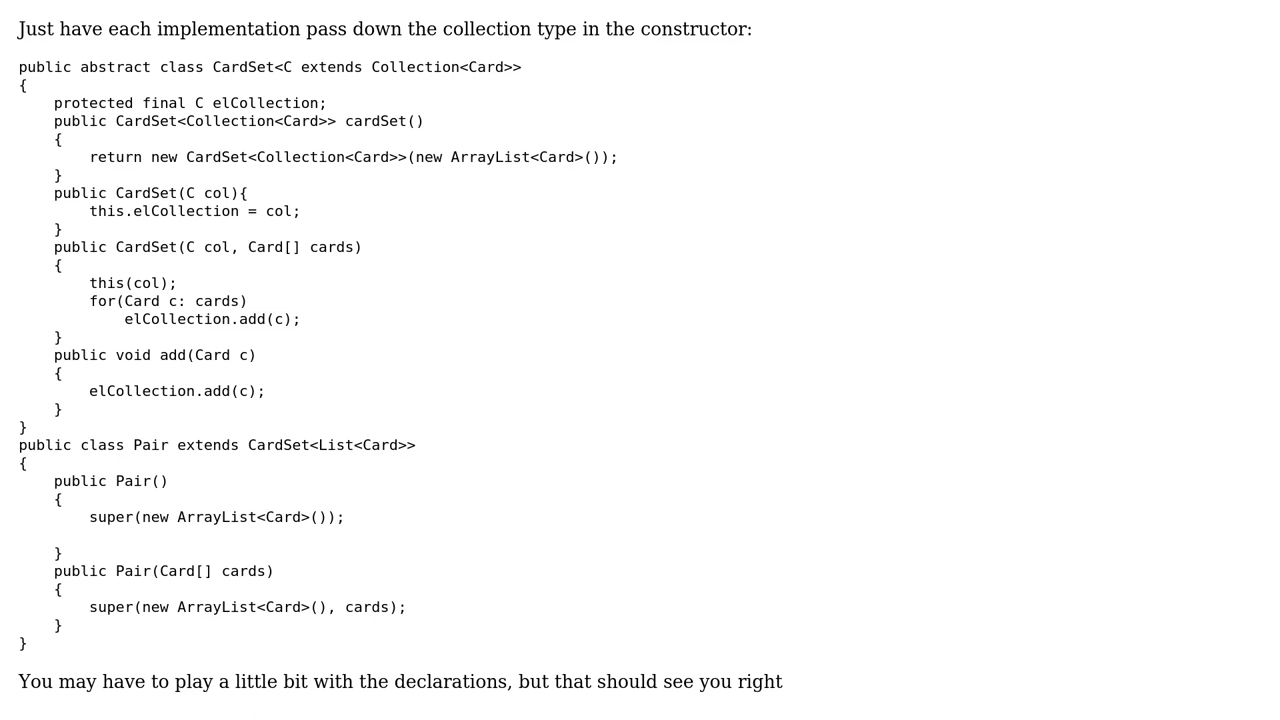 Just have each implementation pass down the collection type in the constructor:
public abstract class CardSet<C extends Collection<Card>>
{
    protected final C elCollection;
    public CardSet<Collection<Card>> cardSet()
    {
        return new CardSet<Collection<Card>>(new ArrayList<Card>());
    }
    public CardSet(C col){
        this.elCollection = col;
    }
    public CardSet(C col, Card[] cards)
    {
        this(col);
        for(Card c: cards)
            elCollection.add(c);
    }
    public void add(Card c)
    {
        elCollection.add(c);
    }
}
public class Pair extends CardSet<List<Card>>
{
    public Pair()
    {
        super(new ArrayList<Card>());

    }
    public Pair(Card[] cards)
    {
        super(new ArrayList<Card>(), cards);
    }
}
You may have to play a little bit with the declarations, but that should see you right